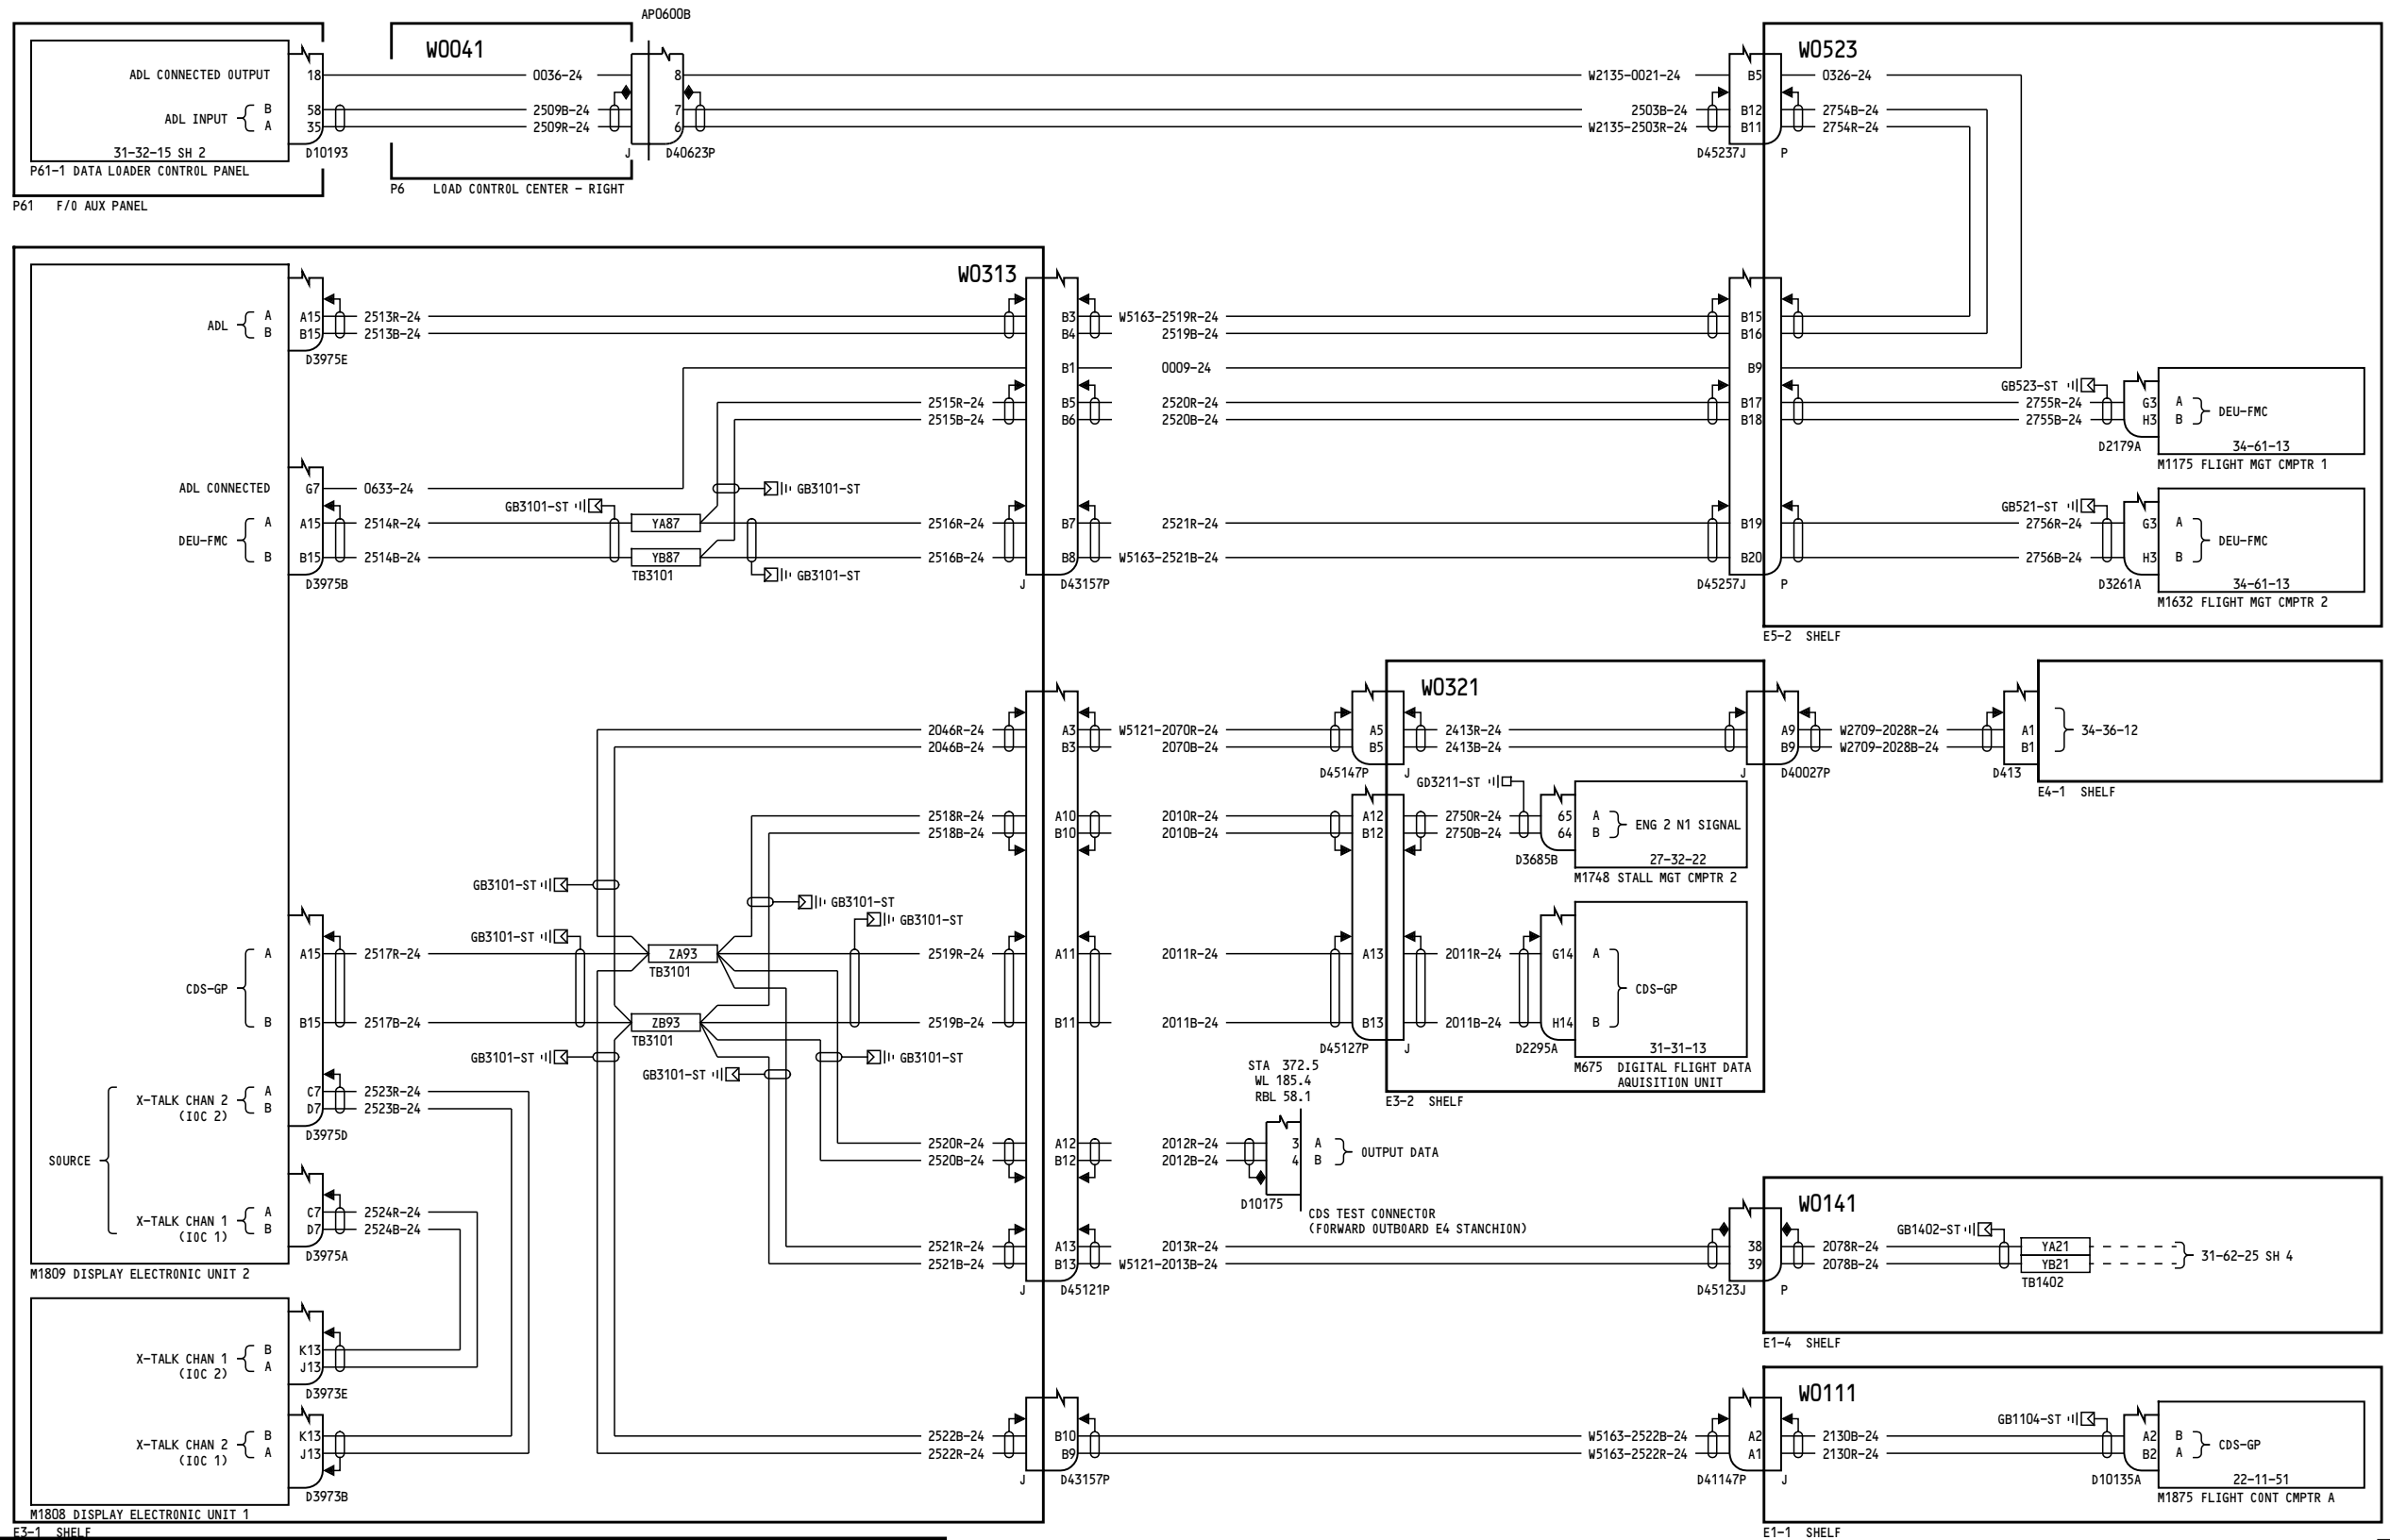 AP0600B
W0041
W0523
ADL CONNECTED OUTPUT 18 0036-24 8 W2135-0021-24 B5 0326-24
ADL INPUT B 58 2509B-24 7 2503B-24 B12 2754B-24
A 35 2509R-24 6 W2135-2503R-24 B11 2754R-24
31-32-15 SH 2 D10193 J D40623P D45237J P
P61-1 DATA LOADER CONTROL PANEL
P6 LOAD CONTROL CENTER - RIGHT
P61 F/O AUX PANEL
W0313
ADL A A15 2513R-24 B3 W5163-2519R-24 B15
B B15 2513B-24 B4 2519B-24 B16
D3975E
B1 0009-24 B9
GB523-ST
2515R-24 B5 2520R-24 B17 2755R-24 G3 A DEU-FMC
2515B-24 B6 2520B-24 B18 2755B-24 H3 B
D2179A 34-61-13
M1175 FLIGHT MGT CMPTR 1
ADL CONNECTED G7 0633-24 GB3101-ST
GB3101-ST GB521-ST
DEU-FMC A A15 2514R-24 YA87 2516R-24 B7 2521R-24 B19 2756R-24 G3 A DEU-FMC
B B15 2514B-24 YB87 2516B-24 B8 W5163-2521B-24 B20 2756B-24 H3 B
TB3101 GB3101-ST
D3975B J D43157P D45257J P D3261A 34-61-13
M1632 FLIGHT MGT CMPTR 2
E5-2 SHELF
W0321
2046R-24 A3 W5121-2070R-24 A5 2413R-24 A9 W2709-2028R-24 A1 34-36-12
2046B-24 B3 2070B-24 B5 2413B-24 B9 W2709-2028B-24 B1
D45147P J J D40027P D413
GD3211-ST
E4-1 SHELF
2518R-24 A10 2010R-24 A12 2750R-24 65 A ENG 2 N1 SIGNAL
2518B-24 B10 2010B-24 B12 2750B-24 64 B
D3685B 27-32-22
M1748 STALL MGT CMPTR 2
GB3101-ST
GB3101-ST
GB3101-ST
GB3101-ST
CDS-GP A A15 2517R-24 ZA93 2519R-24 A11 2011R-24 A13 2011R-24 G14 A CDS-GP
TB3101
B B15 2517B-24 ZB93 2519B-24 B11 2011B-24 B13 2011B-24 H14 B
TB3101
D45127P J D2295A 31-31-13
GB3101-ST GB3101-ST
GB3101-ST
M675 DIGITAL FLIGHT DATA
AQUISITION UNIT
E3-2 SHELF
STA 372.5
WL 185.4
RBL 58.1
SOURCE
X-TALK CHAN 2 A C7 2523R-24
(IOC 2) B D7 2523B-24
D3975D
2520R-24 A12 2012R-24 3 A OUTPUT DATA
2520B-24 B12 2012B-24 4 B
D10175
CDS TEST CONNECTOR
(FORWARD OUTBOARD E4 STANCHION)
X-TALK CHAN 1 A C7 2524R-24
(IOC 1) B D7 2524B-24
D3975A
W0141
GB1402-ST
2521R-24 A13 2013R-24 38 2078R-24 YA21 31-62-25 SH 4
2521B-24 B13 W5121-2013B-24 39 2078B-24 YB21
TB1402
M1809 DISPLAY ELECTRONIC UNIT 2
J D45121P D45123J P
E1-4 SHELF
X-TALK CHAN 1 B K13
(IOC 2) A J13
D3973E
W0111
GB1104-ST
X-TALK CHAN 2 B K13 2522B-24 B10 W5163-2522B-24 A2 2130B-24 A2 B CDS-GP
(IOC 1) A J13 2522R-24 B9 W5163-2522R-24 A1 2130R-24 B2 A
D3973B J D43157P D41147P J D10135A 22-11-51
M1875 FLIGHT CONT CMPTR A
M1808 DISPLAY ELECTRONIC UNIT 1
E3-1 SHELF
E1-1 SHELF